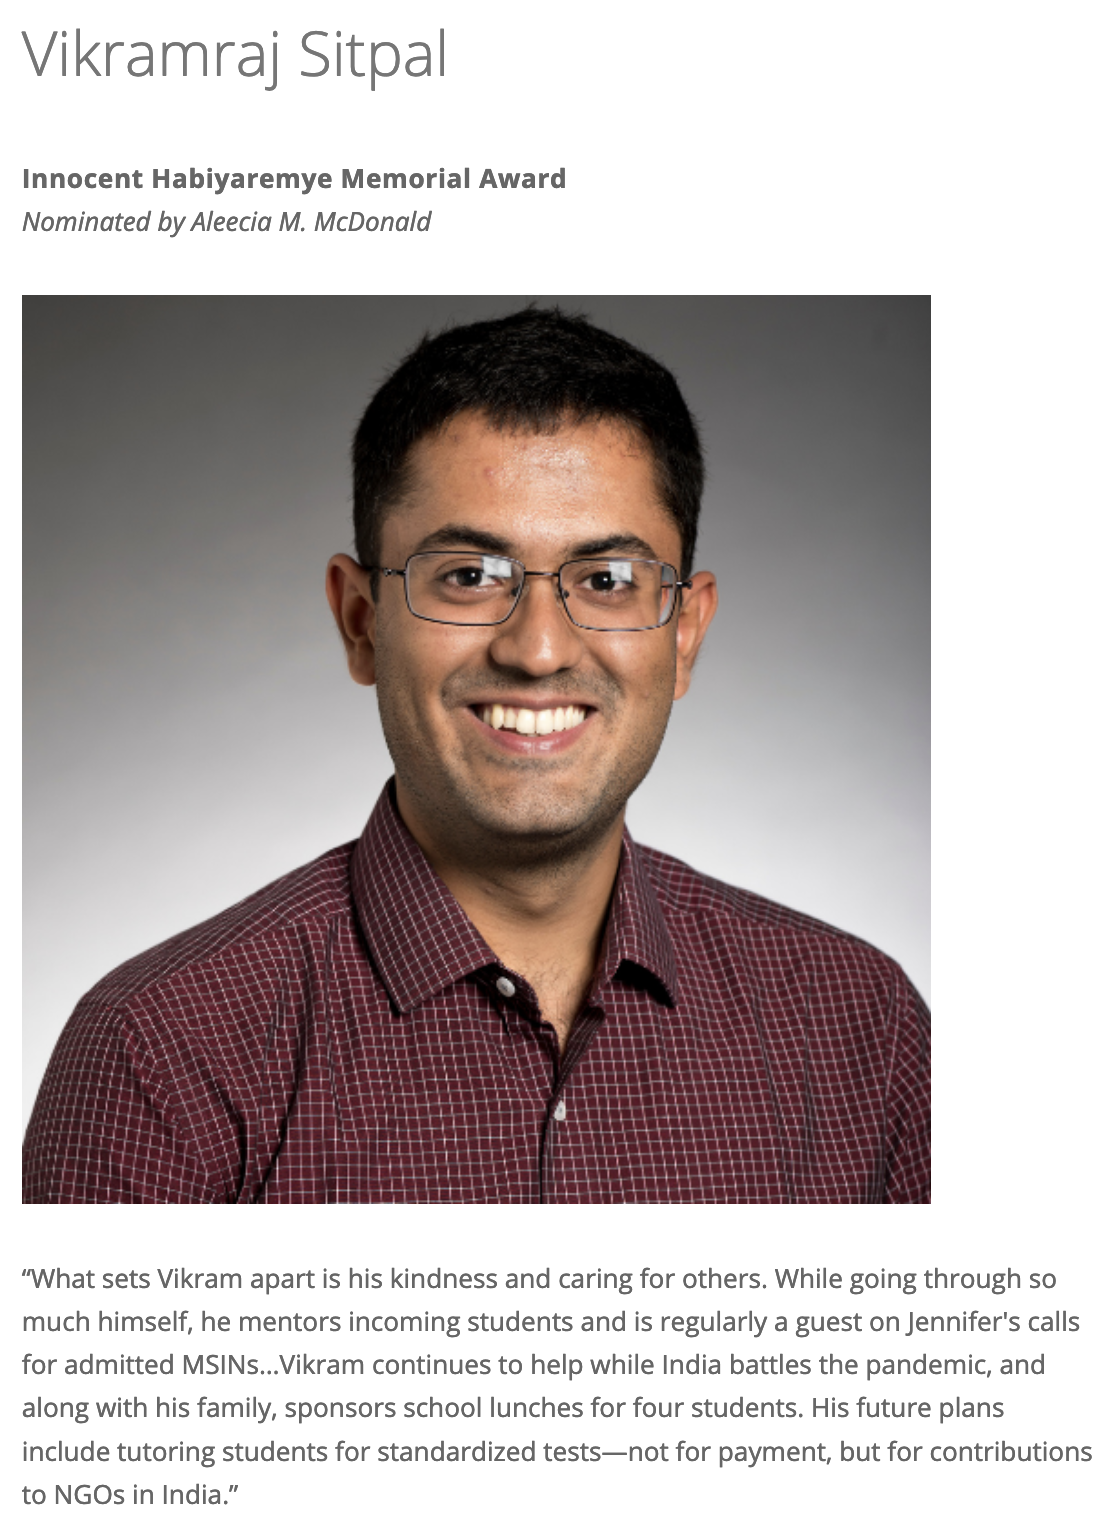 Vikramraj Sitpal
Innocent Habiyaremye Memorial Award
Nominated by Aleecia M. McDonald
“What sets Vikram apart is his kindness and caring for others. While going through so
much himself, he mentors incoming students and is regularly a guest on Jennifer's calls
for admitted MSINs...Vikram continues to help while India battles the pandemic, and
along with his family, sponsors school lunches for four students. His future plans
include tutoring students for standardized tests—not for payment, but for contributions
to NGOs in India.”